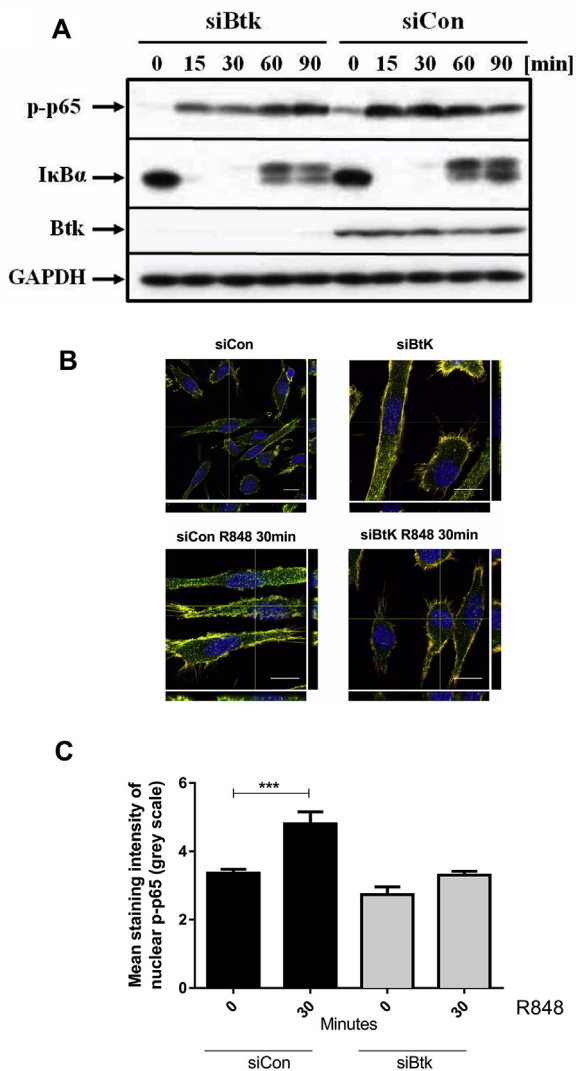 A
siBtk siCon
0 15 30 60 90 0 15 30 60 90 [min]
p-p65
IκBα
Btk
GAPDH
B
siCon siBtK
siCon R848 30min siBtK R848 30min
C
Mean staining intensity of
nuclear p-p65 (grey scale)
6
4
2
0
***
0 30 0 30 R848
Minutes
siCon siBtk